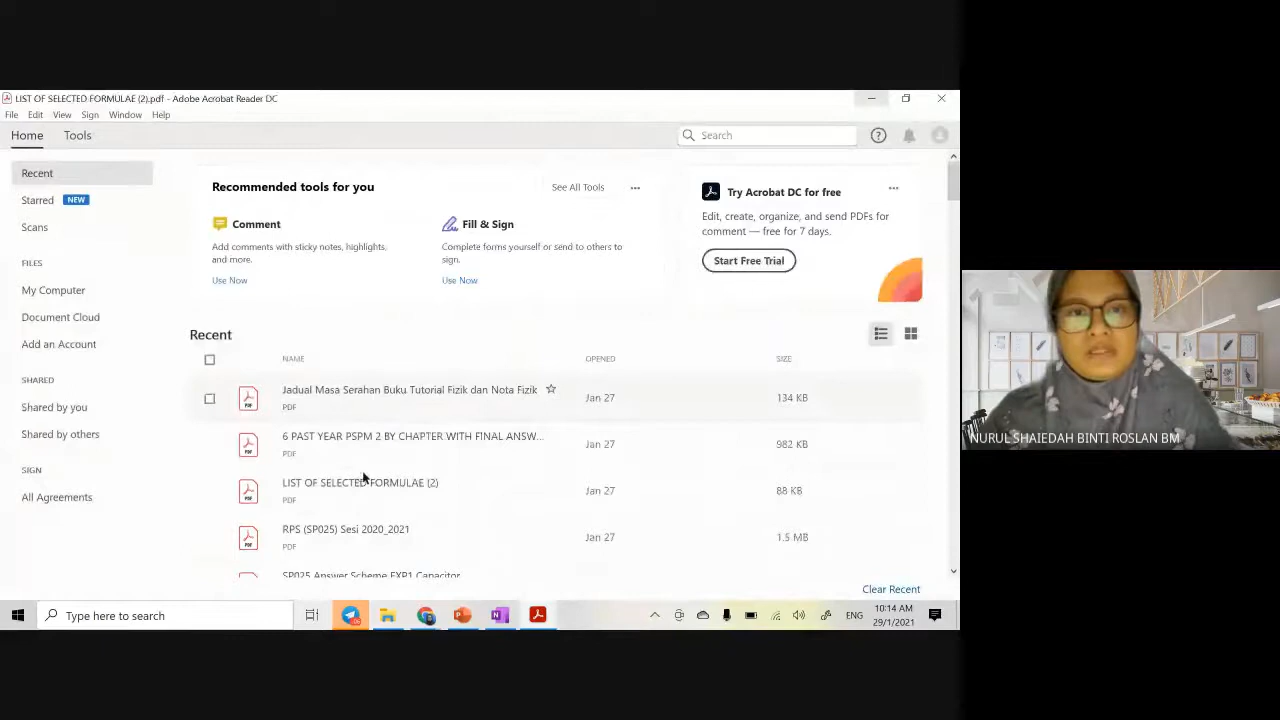 LIST OF SELECTED FORMULAE (2).pdf - Adobe Acrobat Reader DC
File Edit View Sign Window Help
Home Tools
Search
Recent
Starred NEW
Scans
FILES
My Computer
Document Cloud
Add an Account
SHARED
Shared by you
Shared by others
SIGN
All Agreements
Recommended tools for you
See All Tools
Comment
Add comments with sticky notes, highlights,
and more.
Use Now
Fill & Sign
Complete forms yourself or send to others to
sign.
Use Now
Try Acrobat DC for free
Edit, create, organize, and send PDFs for
comment — free for 7 days.
Start Free Trial
Recent
NAME OPENED SIZE
Jadual Masa Serahan Buku Tutorial Fizik dan Nota Fizik
PDF
Jan 27 134 KB
6 PAST YEAR PSPM 2 BY CHAPTER WITH FINAL ANSW...
PDF
Jan 27 982 KB
LIST OF SELECTED FORMULAE (2)
PDF
Jan 27 88 KB
RPS (SP025) Sesi 2020_2021
PDF
Jan 27 1.5 MB
SP025 Answer Scheme EXP1 Capacitor
Clear Recent
Type here to search
ENG
10:14 AM
29/1/2021
NURUL SHAIEDAH BINTI ROSLAN BM